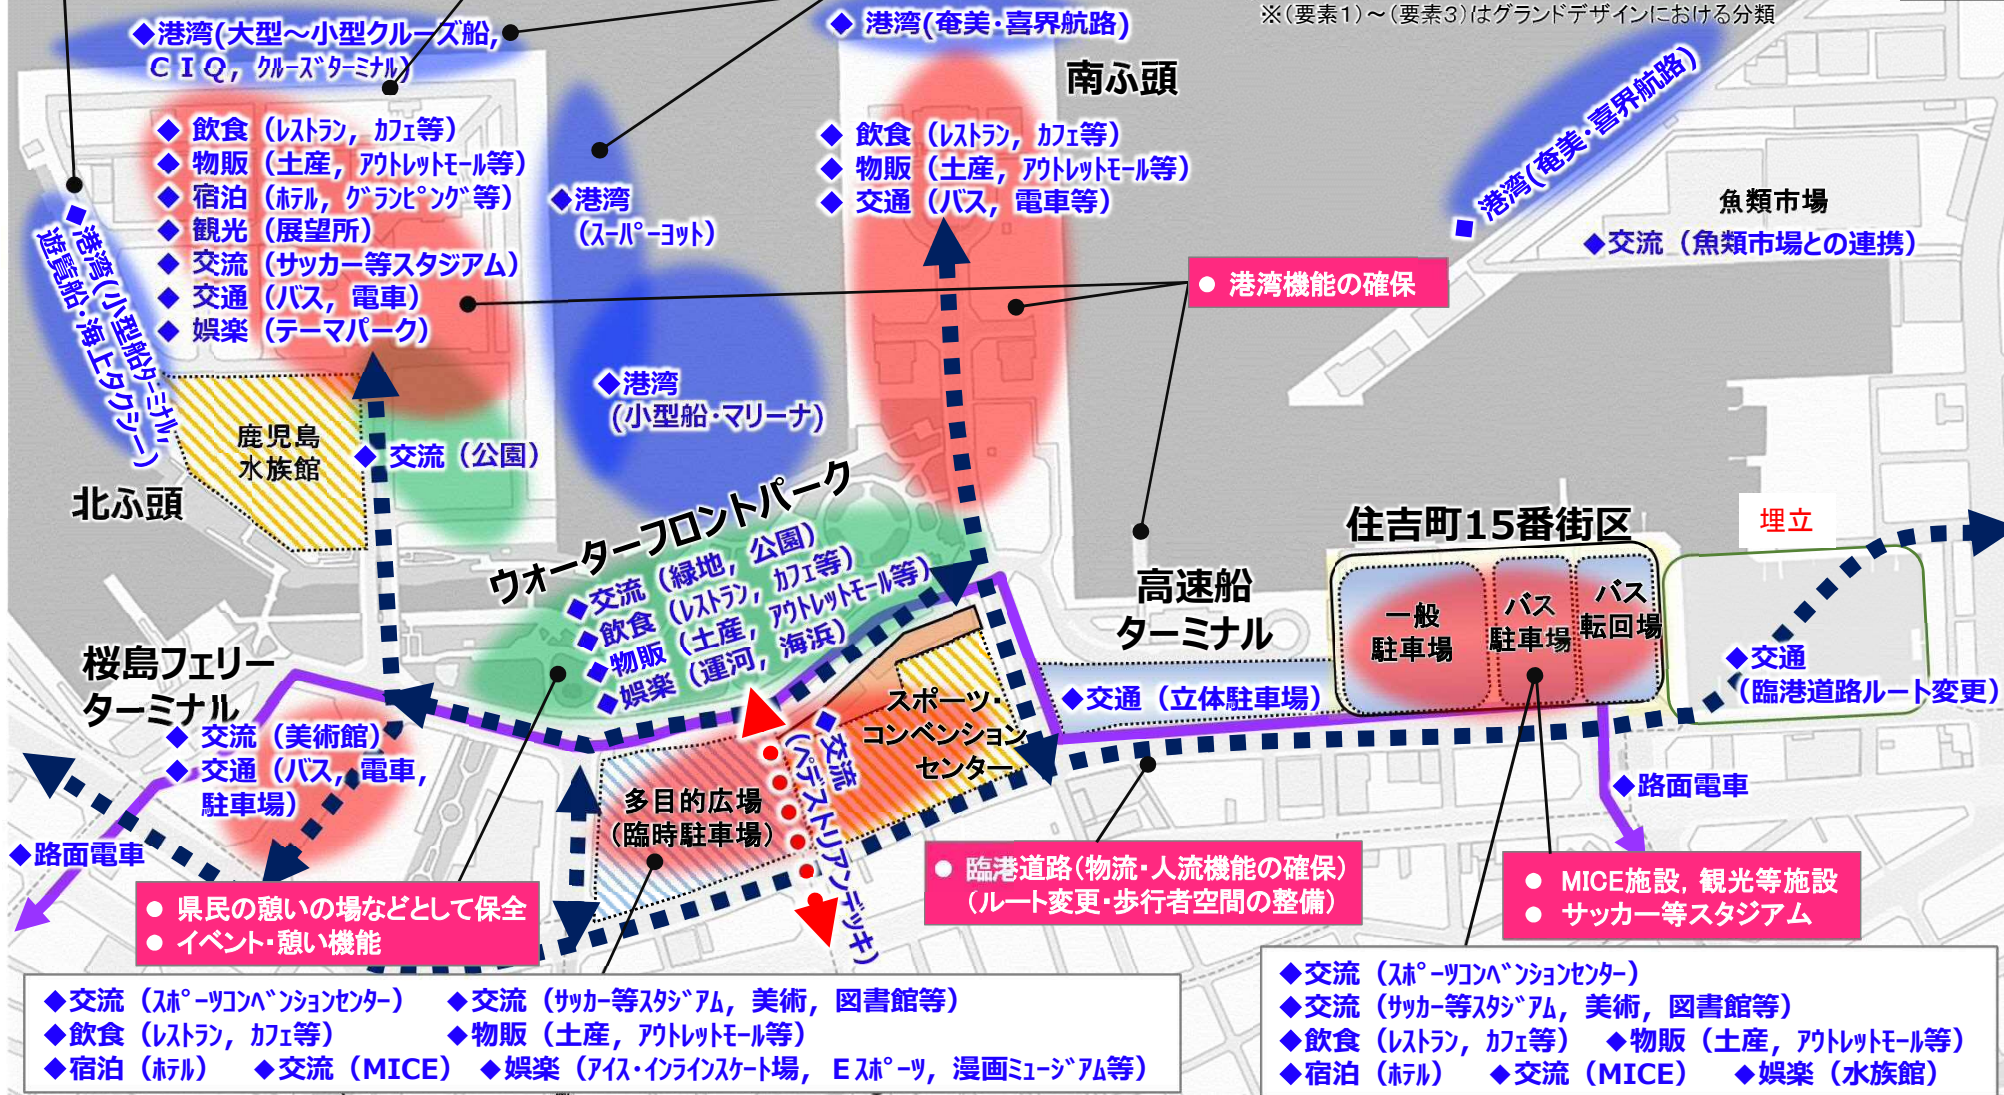 ※(要素1)～(要素3)はグランドデザインにおける分類
◆港湾(大型～小型クルーズ船,
ＣＩＱ, ｸﾙｰｽﾞﾀｰﾐﾅﾙ)
◆ 港湾(奄美・喜界航路)
南ふ頭
◆ 飲食（ﾚｽﾄﾗﾝ, ｶﾌｪ等）
◆ 物販（土産, ｱｳﾄﾚｯﾄﾓｰﾙ等）
◆ 宿泊（ﾎﾃﾙ, ｸﾞﾗﾝﾋﾟﾝｸﾞ等）
◆ 観光（展望所）
◆ 交流（サッカー等スタジアム）
◆ 交通（バス, 電車）
◆ 娯楽（テーマパーク）
◆港湾
（ｽｰﾊﾟｰﾖｯﾄ）
◆ 飲食（ﾚｽﾄﾗﾝ, ｶﾌｪ等）
◆ 物販（土産, ｱｳﾄﾚｯﾄﾓｰﾙ等）
◆ 交通（バス, 電車等）
◆ 港湾(奄美・喜界航路)
魚類市場
◆交流（魚類市場との連携）
◆港湾(小型船ﾀｰﾐﾅﾙ,
遊覧船・海上タクシー)
● 港湾機能の確保
◆港湾
(小型船・マリーナ)
鹿児島
水族館
◆ 交流（公園）
北ふ頭
ウォーターフロントパーク
◆交流（緑地, 公園）
◆飲食（ﾚｽﾄﾗﾝ, ｶﾌｪ等）
◆物販（土産, ｱｳﾄﾚｯﾄﾓｰﾙ等）
◆娯楽（運河, 海浜）
住吉町15番街区
埋立
高速船
ターミナル
一般
駐車場
バス
駐車場
バス
転回場
桜島フェリー
ターミナル
◆ 交流（美術館）
◆ 交通（バス, 電車,
駐車場）
◆交通（立体駐車場）
◆交通
（臨港道路ルート変更）
スポーツ・
コンベンション
センター
◆交流
(ペデストリアンデッキ)
多目的広場
（臨時駐車場）
◆路面電車
◆路面電車
● 県民の憩いの場などとして保全
● イベント・憩い機能
● 臨港道路(物流・人流機能の確保)
（ルート変更・歩行者空間の整備）
● MICE施設, 観光等施設
● サッカー等スタジアム
◆交流（ｽﾎﾟｰﾂｺﾝﾍﾞﾝｼｮﾝｾﾝﾀｰ） ◆交流（ｻｯｶｰ等ｽﾀｼﾞｱﾑ, 美術, 図書館等）
◆飲食（ﾚｽﾄﾗﾝ, ｶﾌｪ等） ◆物販（土産, ｱｳﾄﾚｯﾄﾓｰﾙ等）
◆宿泊（ﾎﾃﾙ） ◆交流（MICE） ◆娯楽（ｱｲｽ・ｲﾝﾗｲﾝｽｹｰﾄ場, Ｅｽﾎﾟｰﾂ, 漫画ﾐｭｰｼﾞｱﾑ等）
◆交流（ｽﾎﾟｰﾂｺﾝﾍﾞﾝｼｮﾝｾﾝﾀｰ）
◆交流（ｻｯｶｰ等ｽﾀｼﾞｱﾑ, 美術, 図書館等）
◆飲食（ﾚｽﾄﾗﾝ, ｶﾌｪ等） ◆物販（土産, ｱｳﾄﾚｯﾄﾓｰﾙ等）
◆宿泊（ﾎﾃﾙ） ◆交流（MICE） ◆娯楽（水族館）